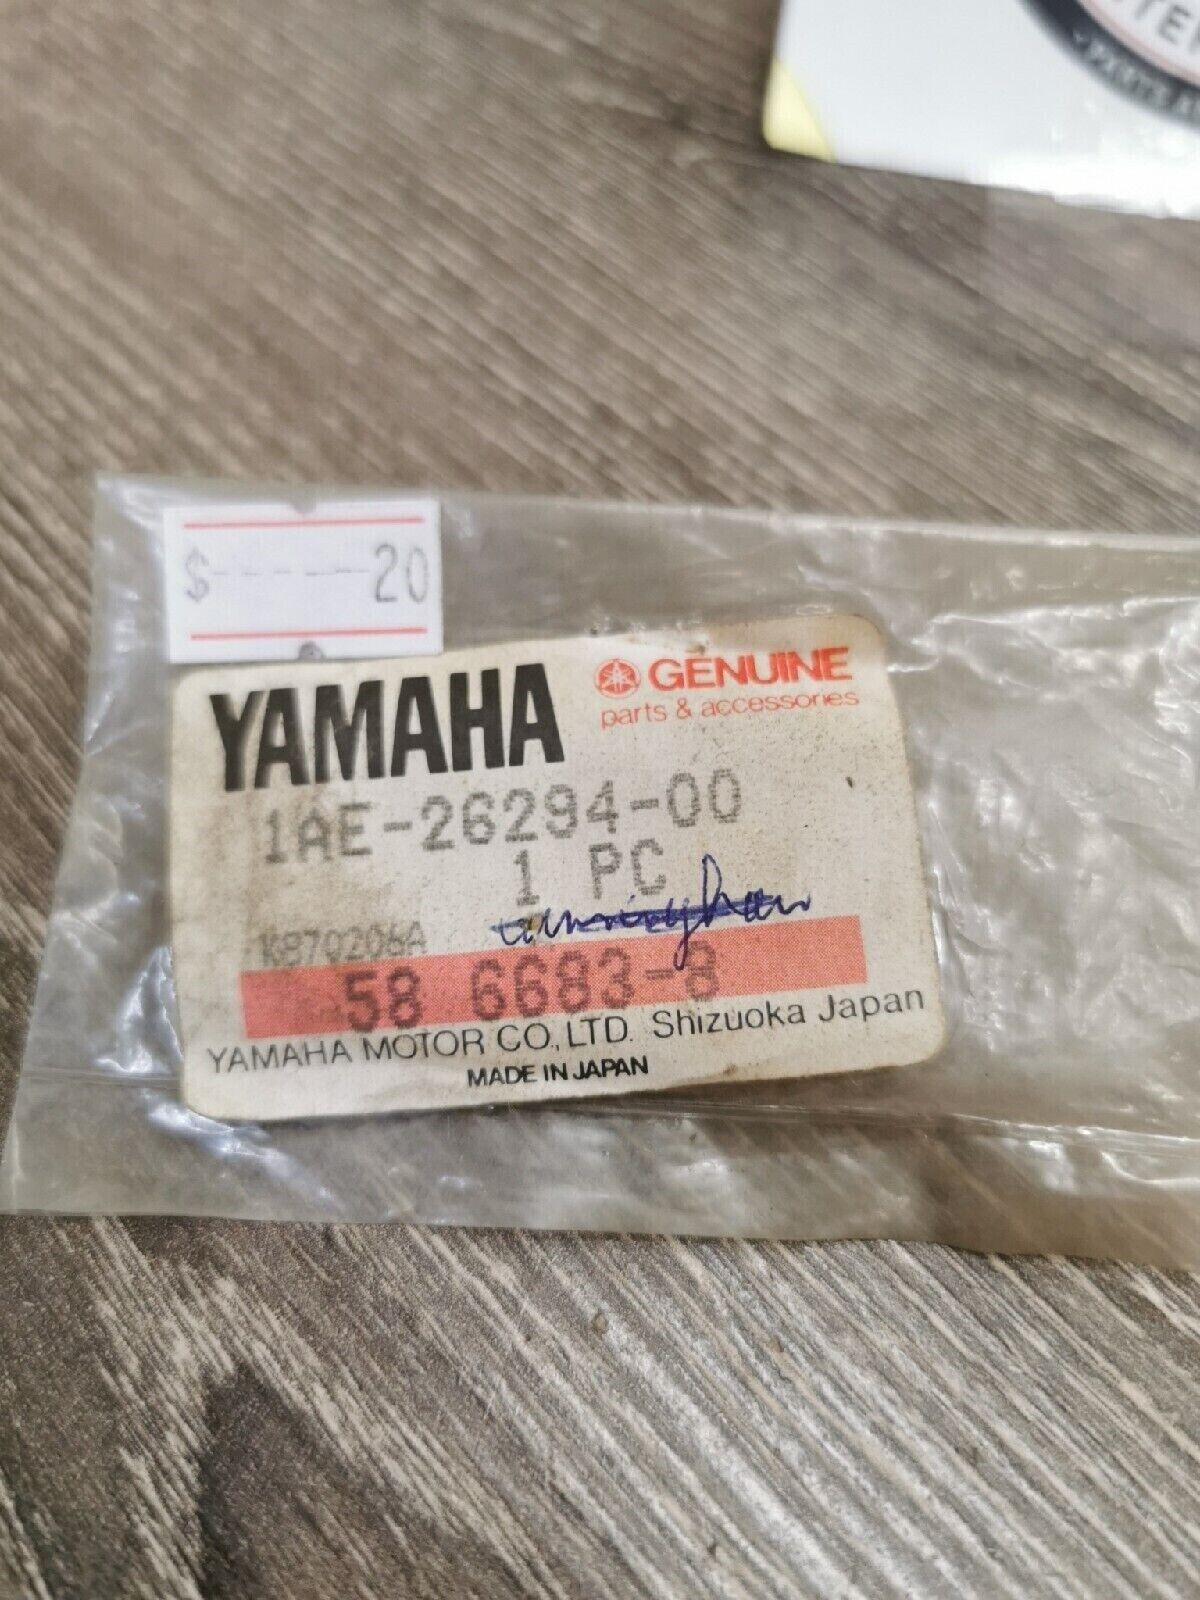 $----20
YAMAHA
GENUINE
parts & accessories
1AE-26294-00
1 PC
K870206A
58 6683-8
YAMAHA MOTOR CO., LTD. Shizuoka Japan
MADE IN JAPAN